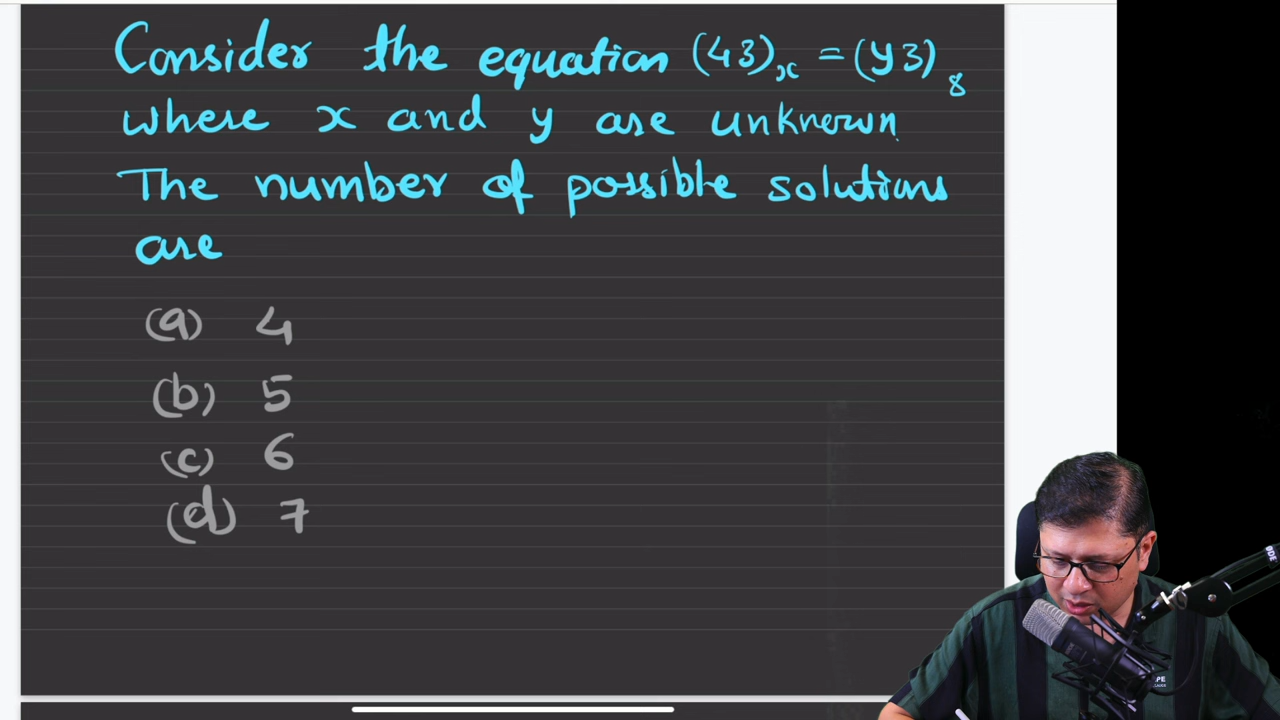 Consider the equation (43)x = (y3)8
where x and y are unknown.
The number of possible solutions
are
(a) 4
(b) 5
(c) 6
(d) 7